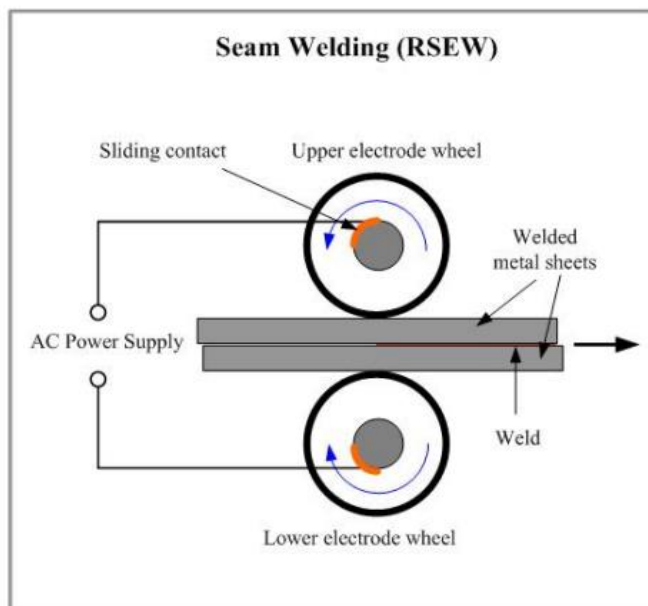 Seam Welding (RSEW)
Sliding contact
Upper electrode wheel
Welded
metal sheets
AC Power Supply
Weld
Lower electrode wheel